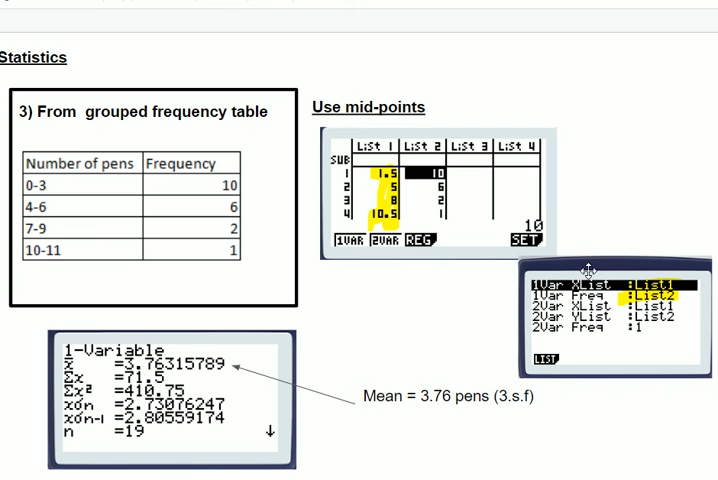 Statistics
3) From grouped frequency table
Number of pens Frequency
0-3 10
4-6 6
7-9 2
10-11 1
Use mid-points
List 1 List 2 List 3 List 4
SUB
1 1.5 10
2 5 6
3 8 2
4 10.5 1
10
1VAR 2VAR REG SET
1Var XList :List1
1Var Freq :List2
2Var XList :List1
2Var YList :List2
2Var Freq :1
LIST
1-Variable
x̄ =3.76315789
Σx =71.5
Σx² =410.75
xσn =2.73076247
xσn-1 =2.80559174
n =19
Mean = 3.76 pens (3.s.f)